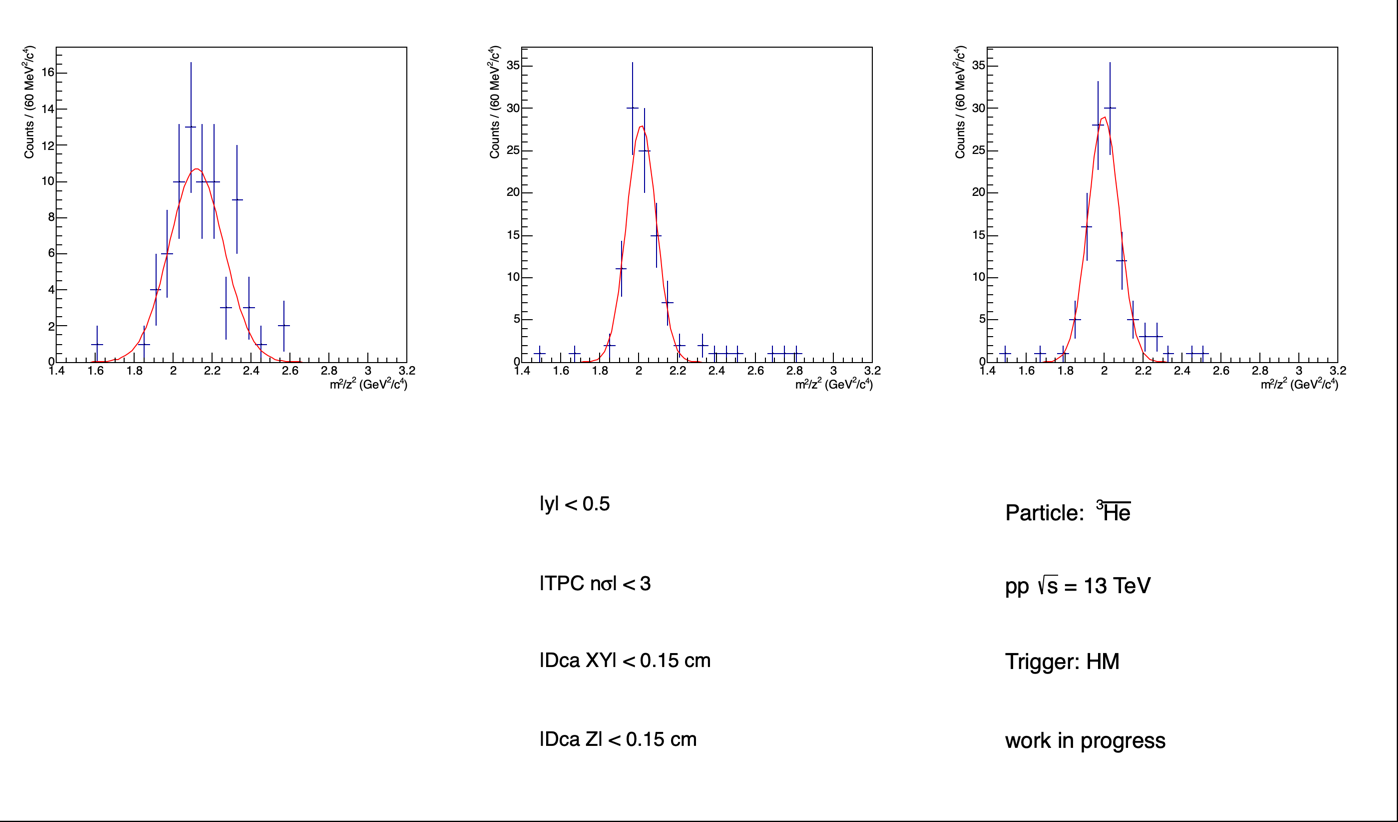 Counts / (60 MeV²/c⁴)
16
14
12
10
8
6
4
2
0
1.4 1.6 1.8 2 2.2 2.4 2.6 2.8 3 3.2
m²/z² (GeV²/c⁴)
Counts / (60 MeV²/c⁴)
35
30
25
20
15
10
5
0
1.4 1.6 1.8 2 2.2 2.4 2.6 2.8 3 3.2
m²/z² (GeV²/c⁴)
Counts / (60 MeV²/c⁴)
35
30
25
20
15
10
5
0
1.4 1.6 1.8 2 2.2 2.4 2.6 2.8 3 3.2
m²/z² (GeV²/c⁴)
|y| < 0.5
|TPC nσ| < 3
|Dca XY| < 0.15 cm
|Dca Z| < 0.15 cm
Particle: ³H̅e̅
pp √s = 13 TeV
Trigger: HM
work in progress